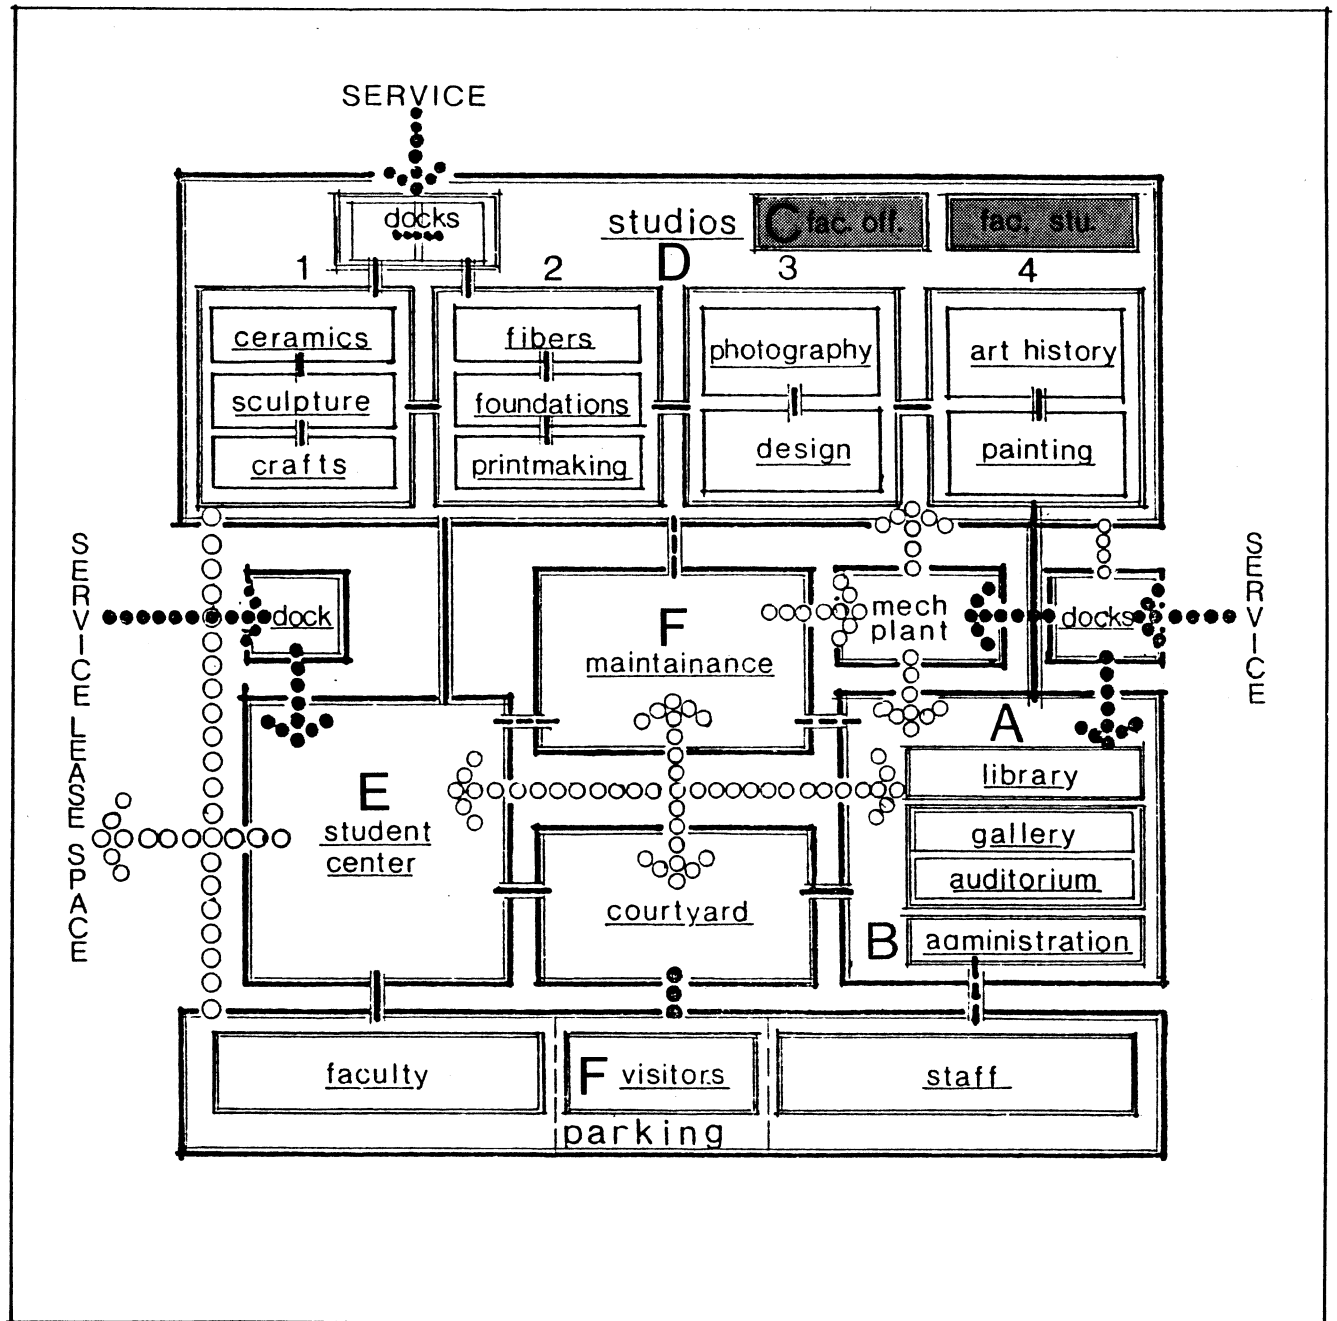 SERVICE
docks
studios
C fac. off.
fac. stu.
D
1
2
3
4
ceramics
sculpture
crafts
fibers
foundations
printmaking
photography
design
art history
painting
SERVICE LEASE SPACE
dock
F
maintainance
mech
plant
docks
SERVICE
E
student
center
courtyard
A
library
gallery
auditorium
B administration
faculty
F visitors
staff
parking